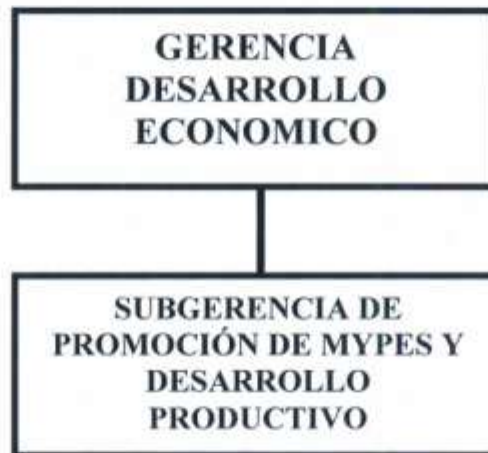 GERENCIA
DESARROLLO
ECONOMICO
SUBGERENCIA DE
PROMOCIÓN DE MYPES Y
DESARROLLO
PRODUCTIVO